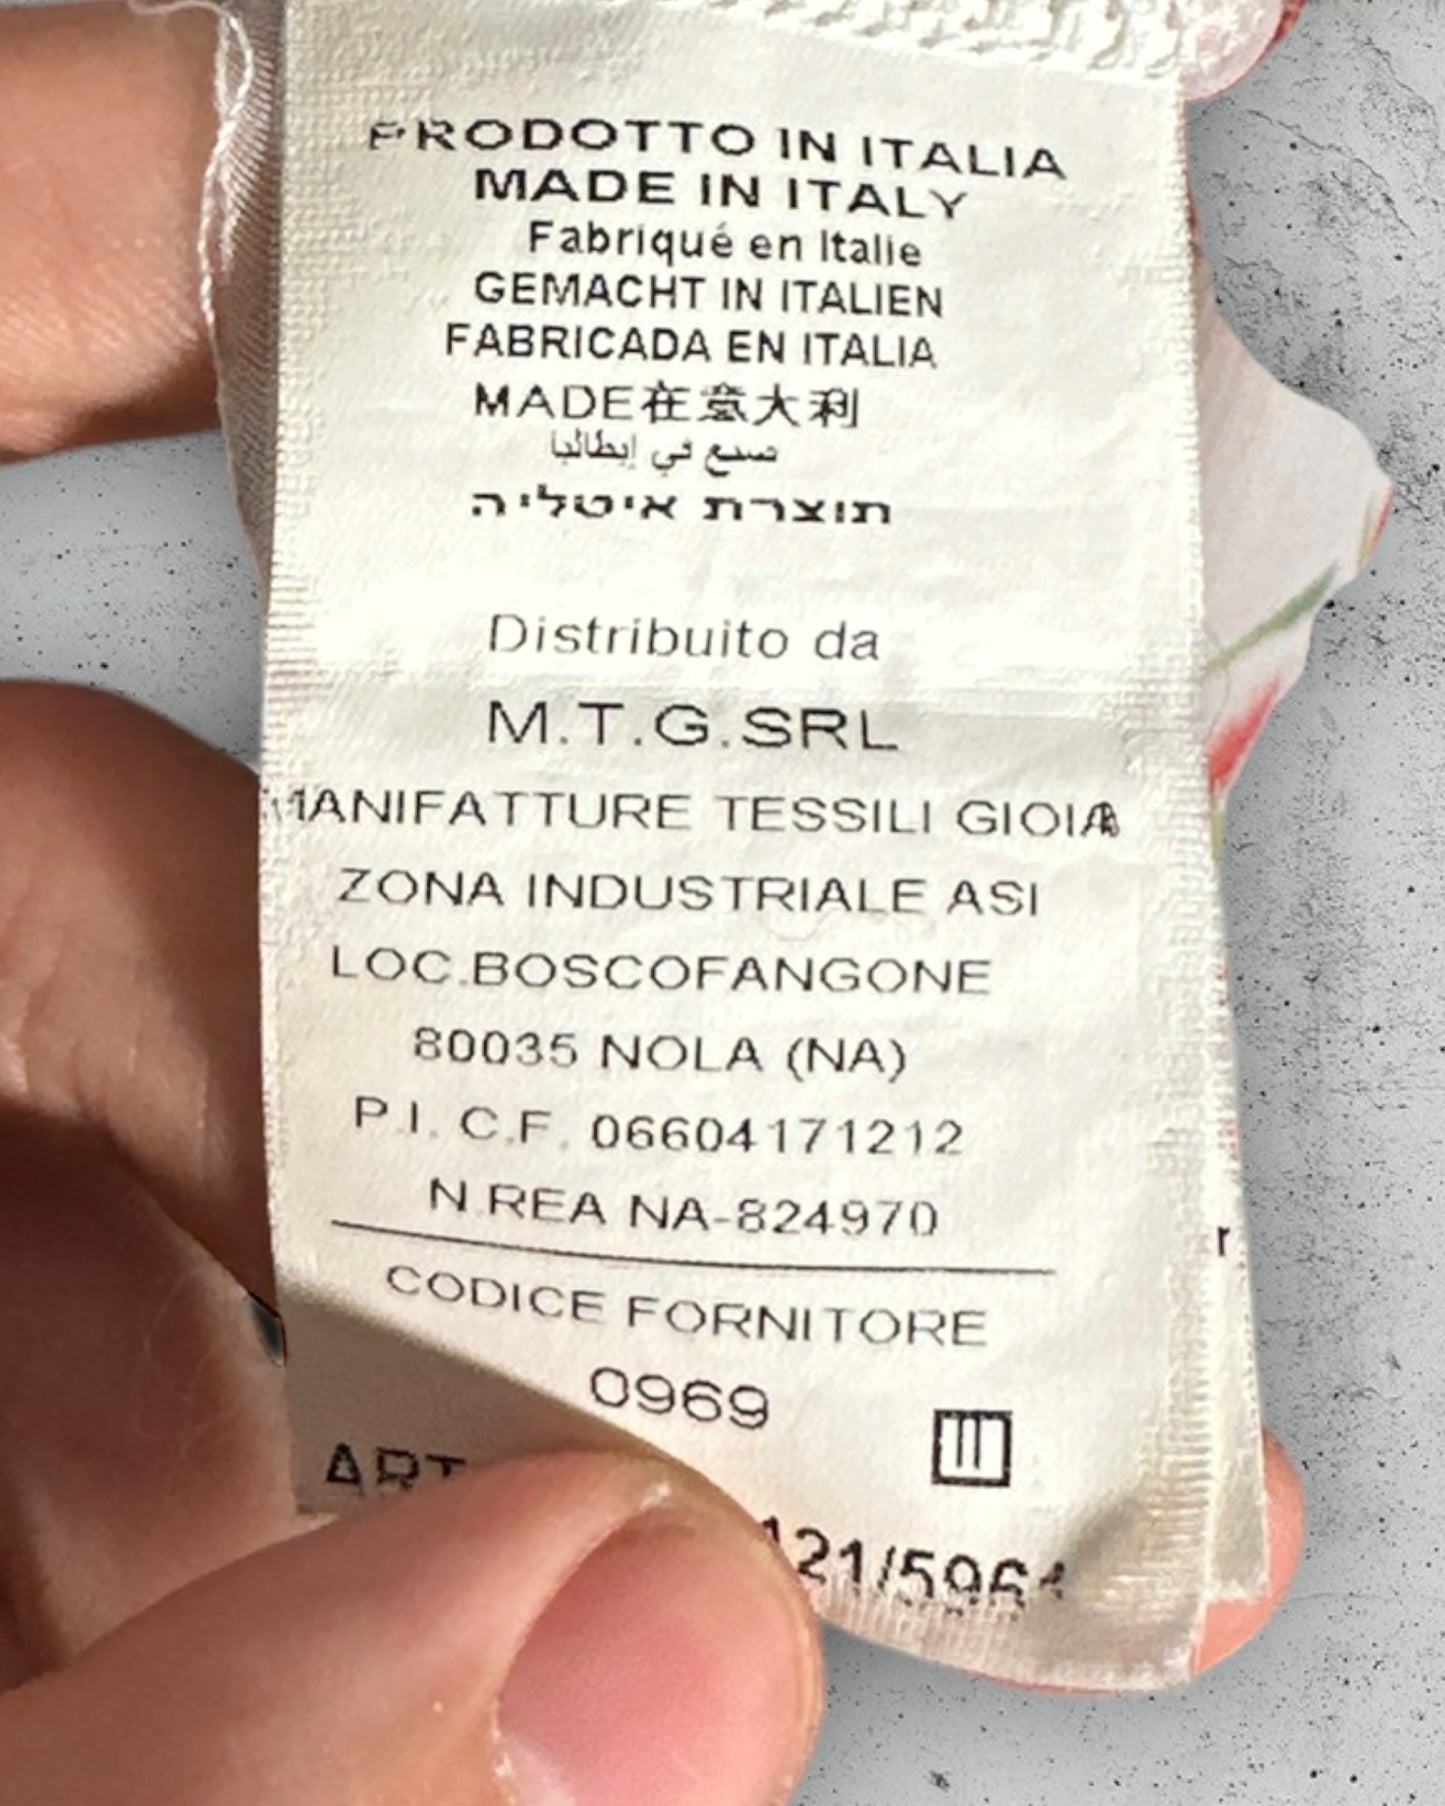 PRODOTTO IN ITALIA
MADE IN ITALY
Fabriqué en Italie
GEMACHT IN ITALIEN
FABRICADA EN ITALIA
MADE在意大利
صنع في إيطاليا
תוצרת איטליה
Distribuito da
M.T.G.SRL
MANIFATTURE TESSILI GIOIA
ZONA INDUSTRIALE ASI
LOC.BOSCOFANGONE
80035 NOLA (NA)
P.I. C.F. 06604171212
N.REA NA-824970
CODICE FORNITORE
0969
ART